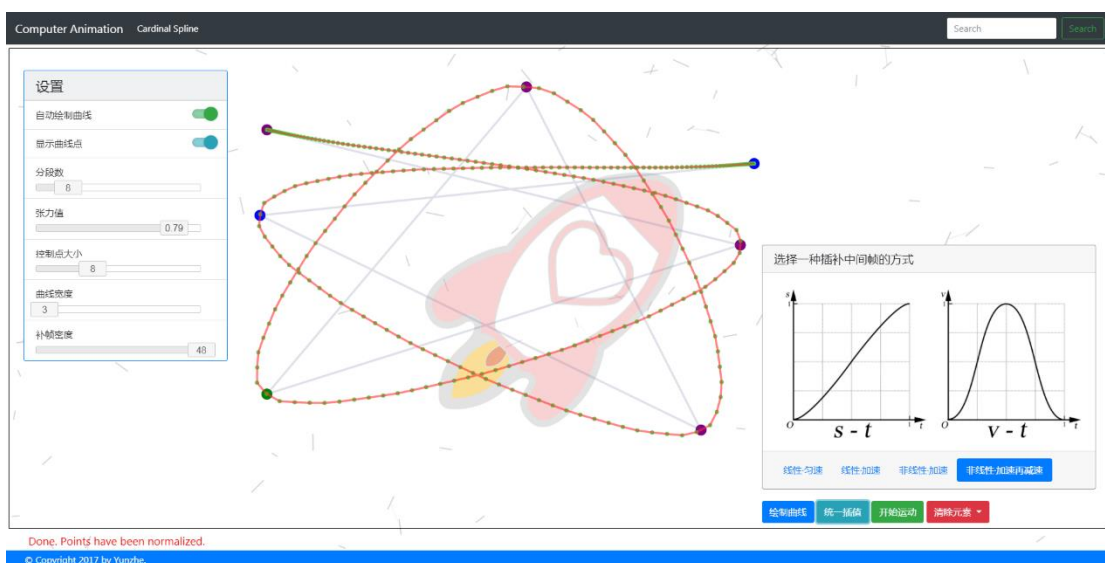 Computer Animation Cardinal Spline Search Search
设置
自动绘制曲线
显示曲线点
分段数
8
张力值
0.79
控制点大小
8
曲线宽度
3
补帧密度
48
选择一种插补中间帧的方式
s 1 O 1 t
s - t
v 1 O 1 t
v - t
线性-匀速 线性-加速 非线性-加速 非线性-加速再减速
绘制曲线 统一插值 开始运动 清除元素
Done. Points have been normalized.
© Copyright 2017 by Yunzhe.